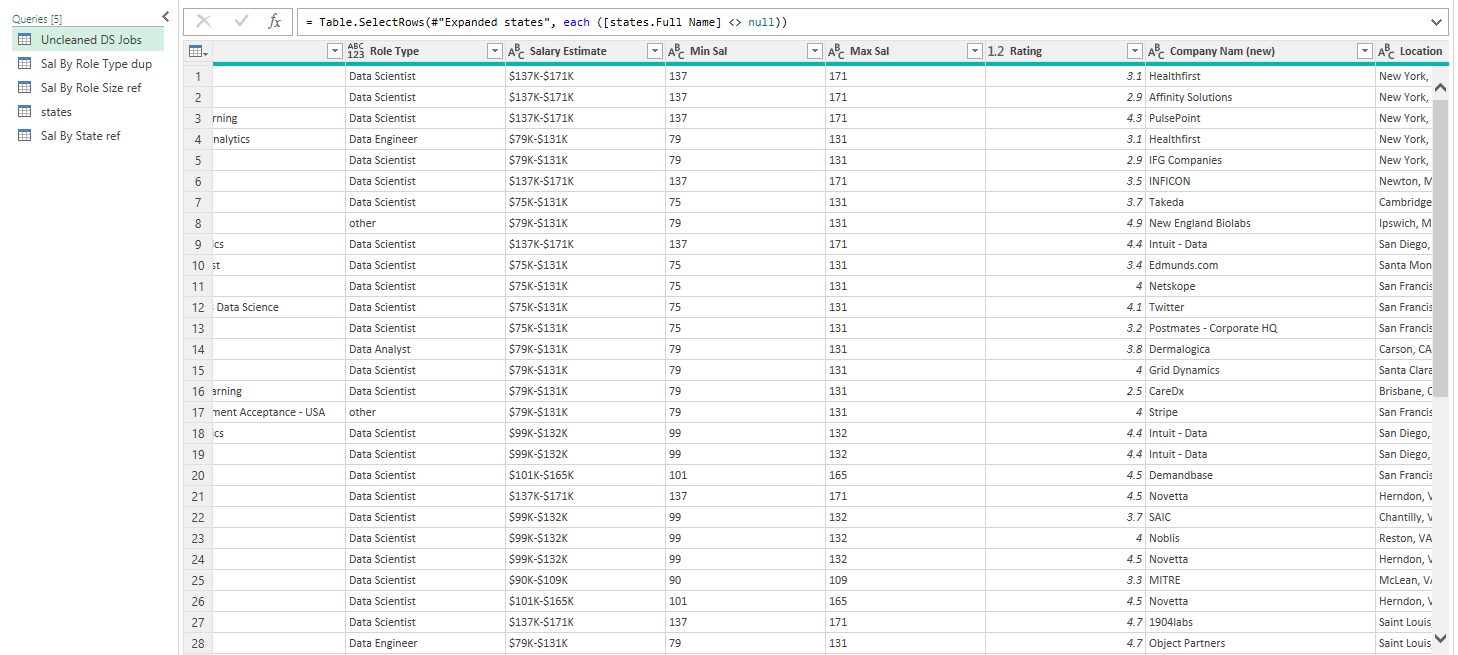 Queries [5]
Uncleaned DS Jobs
Sal By Role Type dup
Sal By Role Size ref
states
Sal By State ref
fx = Table.SelectRows(#"Expanded states", each ([states.Full Name] <> null))
ABC 123 Role Type ABC Salary Estimate ABC Min Sal ABC Max Sal 1.2 Rating ABC Company Nam (new) ABC Location
1 Data Scientist $137K-$171K 137 171 3.1 Healthfirst New York,
2 Data Scientist $137K-$171K 137 171 2.9 Affinity Solutions New York,
3 rning Data Scientist $137K-$171K 137 171 4.3 PulsePoint New York,
4 nalytics Data Engineer $79K-$131K 79 131 3.1 Healthfirst New York,
5 Data Scientist $79K-$131K 79 131 2.9 IFG Companies New York,
6 Data Scientist $137K-$171K 137 171 3.5 INFICON Newton, M
7 Data Scientist $75K-$131K 75 131 3.7 Takeda Cambridge
8 other $79K-$131K 79 131 4.9 New England Biolabs Ipswich, M
9 ics Data Scientist $137K-$171K 137 171 4.4 Intuit - Data San Diego,
10 st Data Scientist $75K-$131K 75 131 3.4 Edmunds.com Santa Mon
11 Data Scientist $75K-$131K 75 131 4 Netskope San Francis
12 Data Science Data Scientist $75K-$131K 75 131 4.1 Twitter San Francis
13 Data Scientist $75K-$131K 75 131 3.2 Postmates - Corporate HQ San Francis
14 Data Analyst $79K-$131K 79 131 3.8 Dermalogica Carson, CA
15 Data Scientist $79K-$131K 79 131 4 Grid Dynamics Santa Clara
16 arning Data Scientist $79K-$131K 79 131 2.5 CareDx Brisbane, C
17 ment Acceptance - USA other $79K-$131K 79 131 4 Stripe San Francis
18 ics Data Scientist $99K-$132K 99 132 4.4 Intuit - Data San Diego,
19 Data Scientist $99K-$132K 99 132 4.4 Intuit - Data San Diego,
20 Data Scientist $101K-$165K 101 165 4.5 Demandbase San Francis
21 Data Scientist $137K-$171K 137 171 4.5 Novetta Herndon, V
22 Data Scientist $99K-$132K 99 132 3.7 SAIC Chantilly, V
23 Data Scientist $99K-$132K 99 132 4 Noblis Reston, VA
24 Data Scientist $99K-$132K 99 132 4.5 Novetta Herndon, V
25 Data Scientist $90K-$109K 90 109 3.3 MITRE McLean, VA
26 Data Scientist $101K-$165K 101 165 4.5 Novetta Herndon, V
27 Data Scientist $137K-$171K 137 171 4.7 1904labs Saint Louis
28 Data Engineer $79K-$131K 79 131 4.7 Object Partners Saint Louis